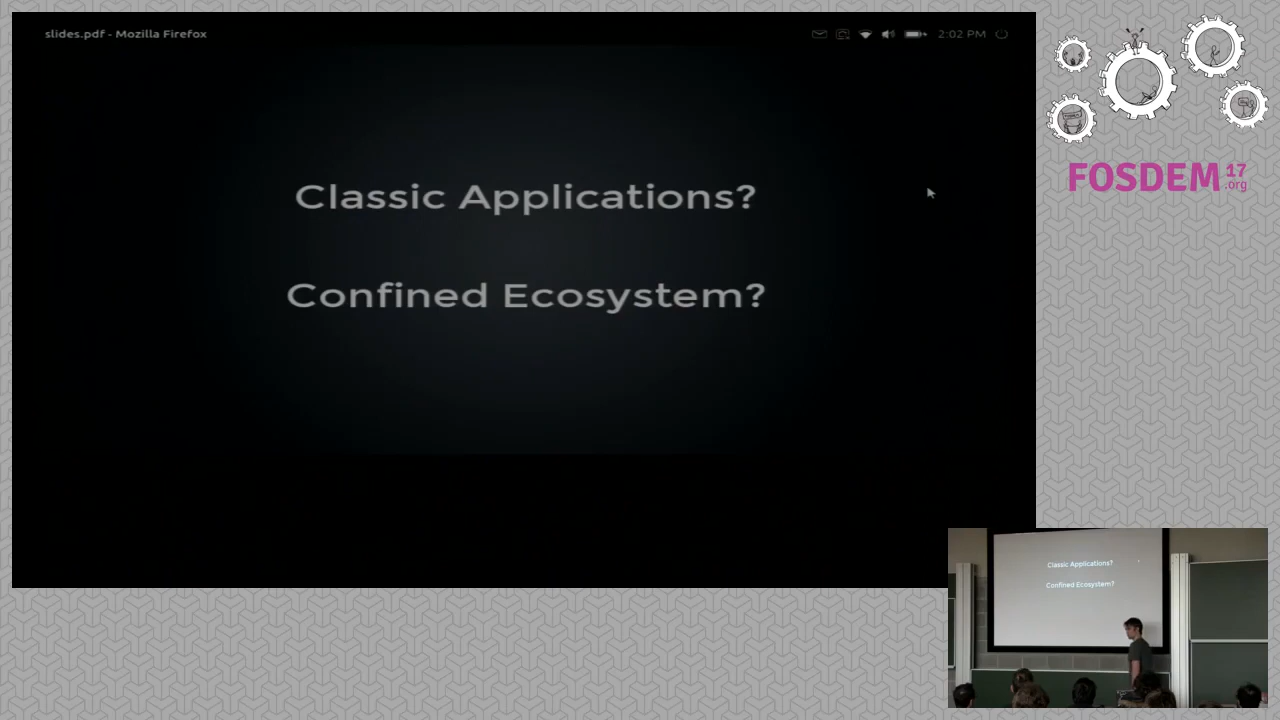 slides.pdf - Mozilla Firefox
2:02 PM
Classic Applications?
Confined Ecosystem?
FOSDEM 17
.org
Classic Applications?
Confined Ecosystem?